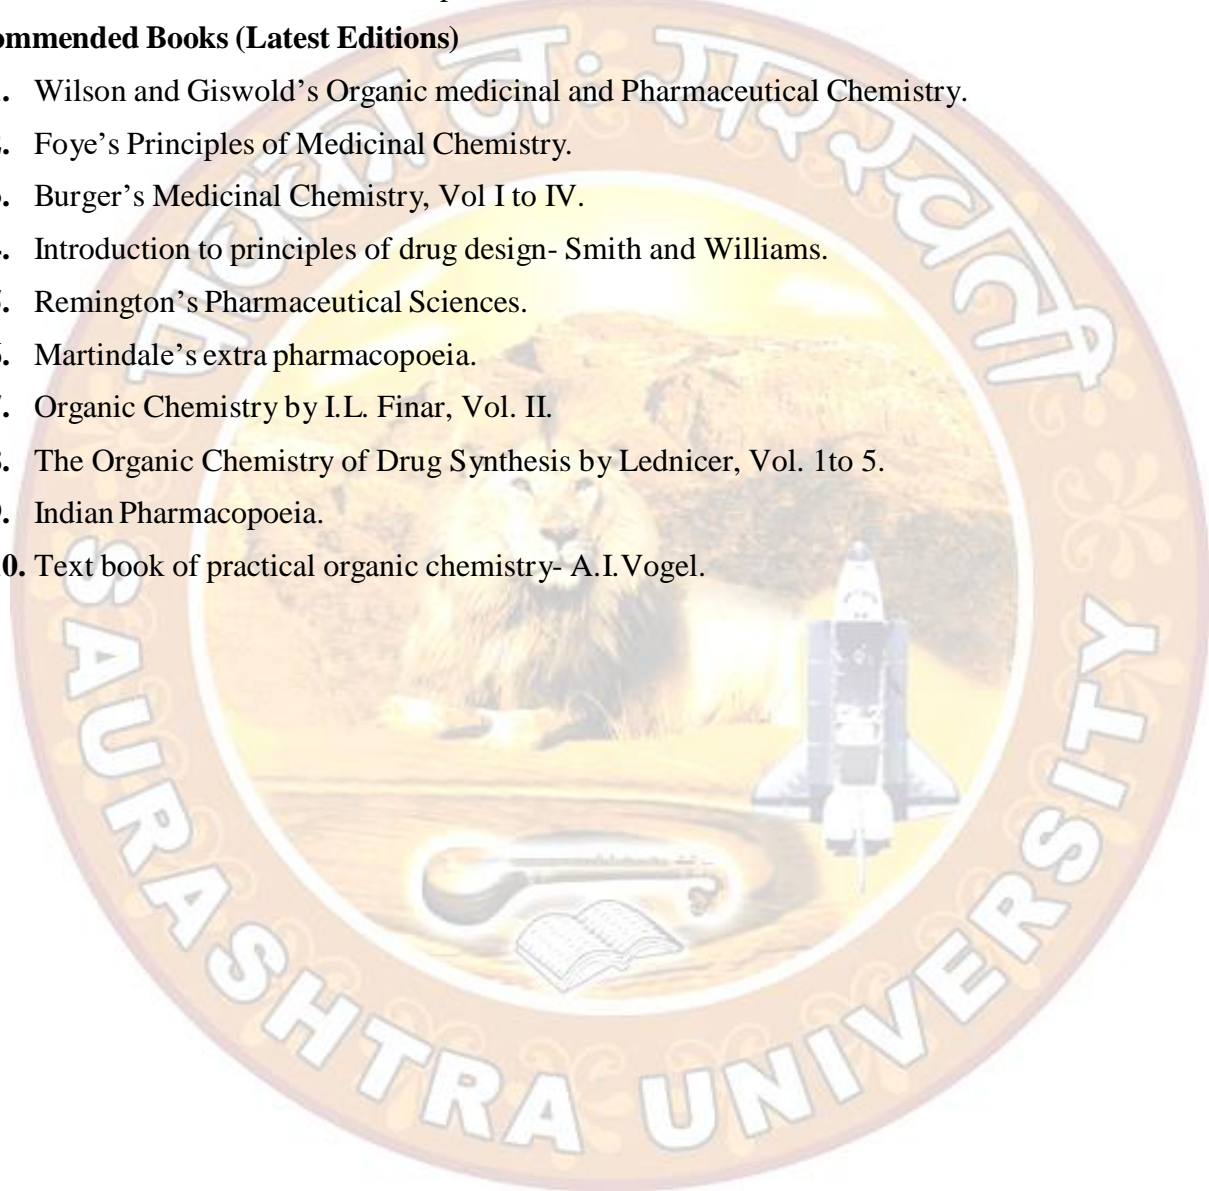 ommended Books (Latest Editions)
. Wilson and Giswold’s Organic medicinal and Pharmaceutical Chemistry.
. Foye’s Principles of Medicinal Chemistry.
. Burger’s Medicinal Chemistry, Vol I to IV.
. Introduction to principles of drug design- Smith and Williams.
. Remington’s Pharmaceutical Sciences.
. Martindale’s extra pharmacopoeia.
. Organic Chemistry by I.L. Finar, Vol. II.
. The Organic Chemistry of Drug Synthesis by Lednicer, Vol. 1to 5.
. Indian Pharmacopoeia.
0. Text book of practical organic chemistry- A.I.Vogel.
सरस्वती
SAURASHTRA UNIVERSITY